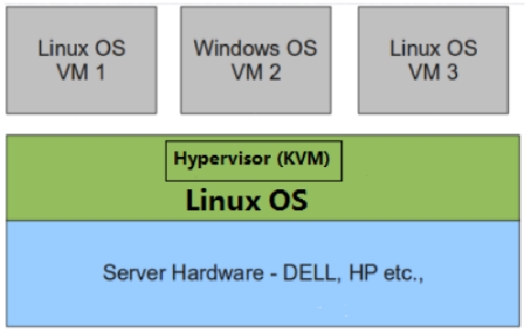 Linux OS
VM 1
Windows OS
VM 2
Linux OS
VM 3
Hypervisor (KVM)
Linux OS
Server Hardware - DELL, HP etc.,